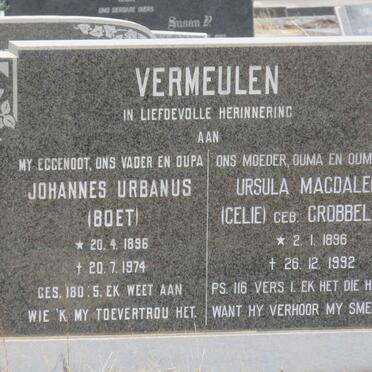 ONS DIERBARE OUERS
Susan P.
VERMEULEN
IN LIEFDEVOLLE HERINNERING
AAN
MY EGGENOOT, ONS VADER EN OUPA
JOHANNES URBANUS
(BOET)
* 20.4.1896
† 20.7.1974
GES. 180:5. EK WEET AAN
WIE 'K MY TOEVERTROU HET.
ONS MOEDER, OUMA EN OUM
URSULA MAGDALE
(CELIE) GEB. GROBBEL
* 2.1.1896
† 26.12.1992
PS. 116 VERS 1. EK HET DIE H
WANT HY VERHOOR MY SME